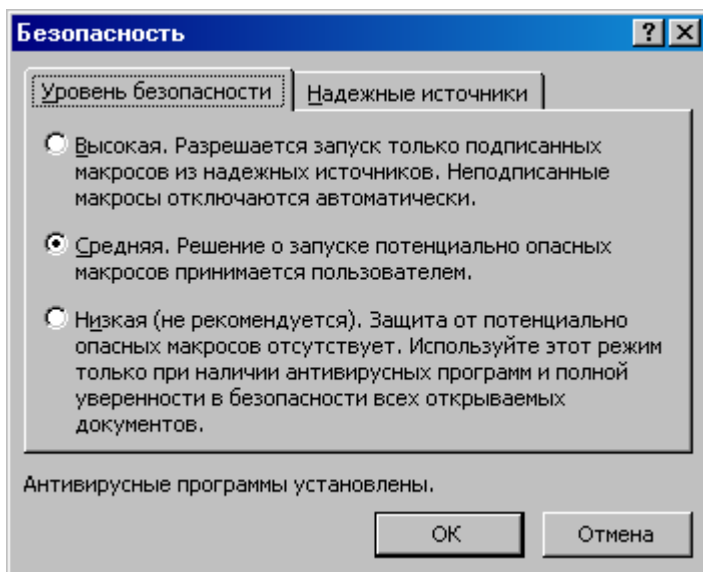 Безопасность
Уровень безопасности
Надежные источники
Высокая. Разрешается запуск только подписанных
макросов из надежных источников. Неподписанные
макросы отключаются автоматически.
Средняя. Решение о запуске потенциально опасных
макросов принимается пользователем.
Низкая (не рекомендуется). Защита от потенциально
опасных макросов отсутствует. Используйте этот режим
только при наличии антивирусных программ и полной
уверенности в безопасности всех открываемых
документов.
Антивирусные программы установлены.
OK
Отмена